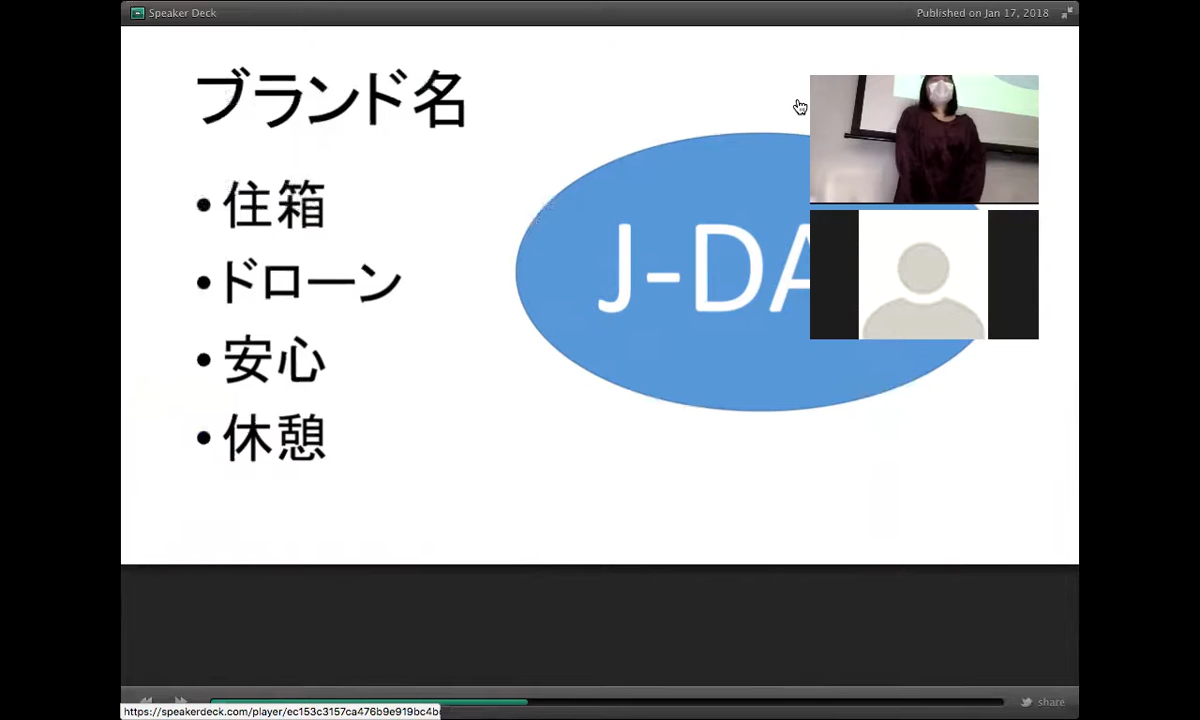 Speaker Deck
Published on Jan 17, 2018
ブランド名
• 住箱
• ドローン
• 安心
• 休憩
J-DA
share
https://speakerdeck.com/player/ec153c3157ca476b9e919bc4b